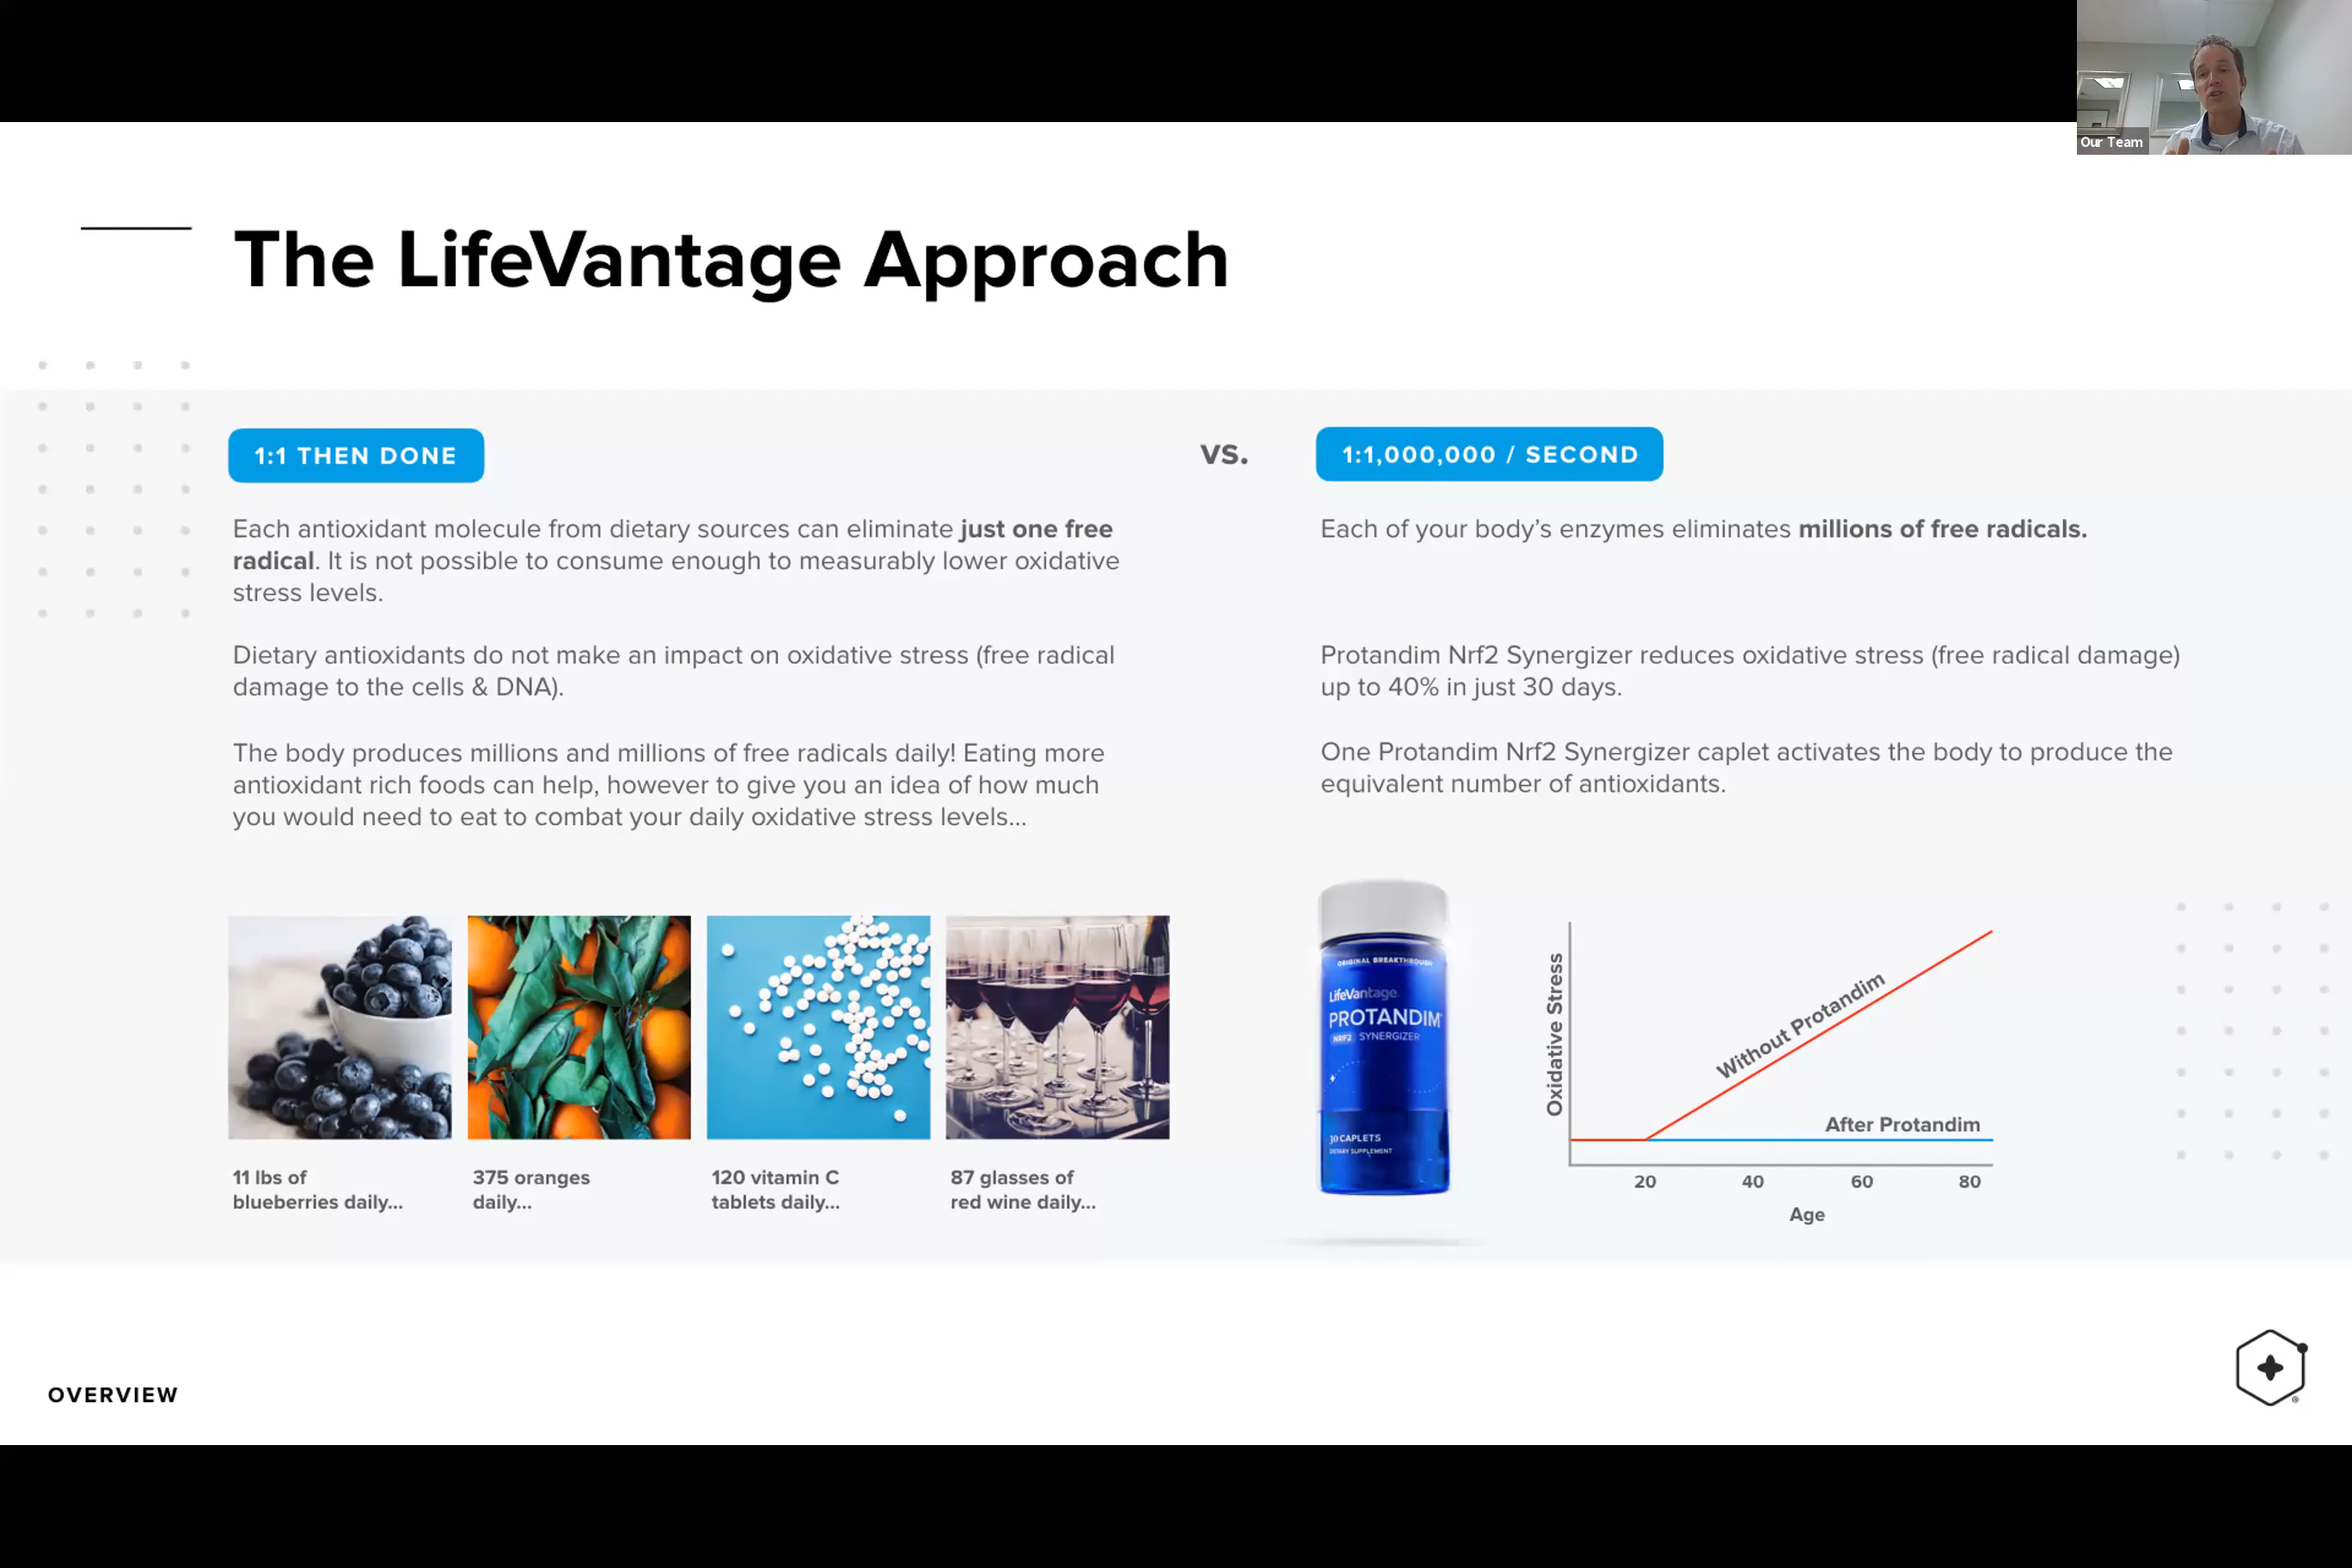 Our Team
The LifeVantage Approach
1:1 THEN DONE
Each antioxidant molecule from dietary sources can eliminate just one free
radical. It is not possible to consume enough to measurably lower oxidative
stress levels.
Dietary antioxidants do not make an impact on oxidative stress (free radical
damage to the cells & DNA).
The body produces millions and millions of free radicals daily! Eating more
antioxidant rich foods can help, however to give you an idea of how much
you would need to eat to combat your daily oxidative stress levels...
11 lbs of
blueberries daily...
375 oranges
daily...
120 vitamin C
tablets daily...
87 glasses of
red wine daily...
VS.
1:1,000,000 / SECOND
Each of your body's enzymes eliminates millions of free radicals.
Protandim Nrf2 Synergizer reduces oxidative stress (free radical damage)
up to 40% in just 30 days.
One Protandim Nrf2 Synergizer caplet activates the body to produce the
equivalent number of antioxidants.
ORIGINAL BREAKTHROUGH
LifeVantage
PROTANDIM
NRF2 SYNERGIZER
30 CAPLETS
DIETARY SUPPLEMENT
Oxidative Stress
Without Protandim
After Protandim
20 40 60 80
Age
OVERVIEW
®